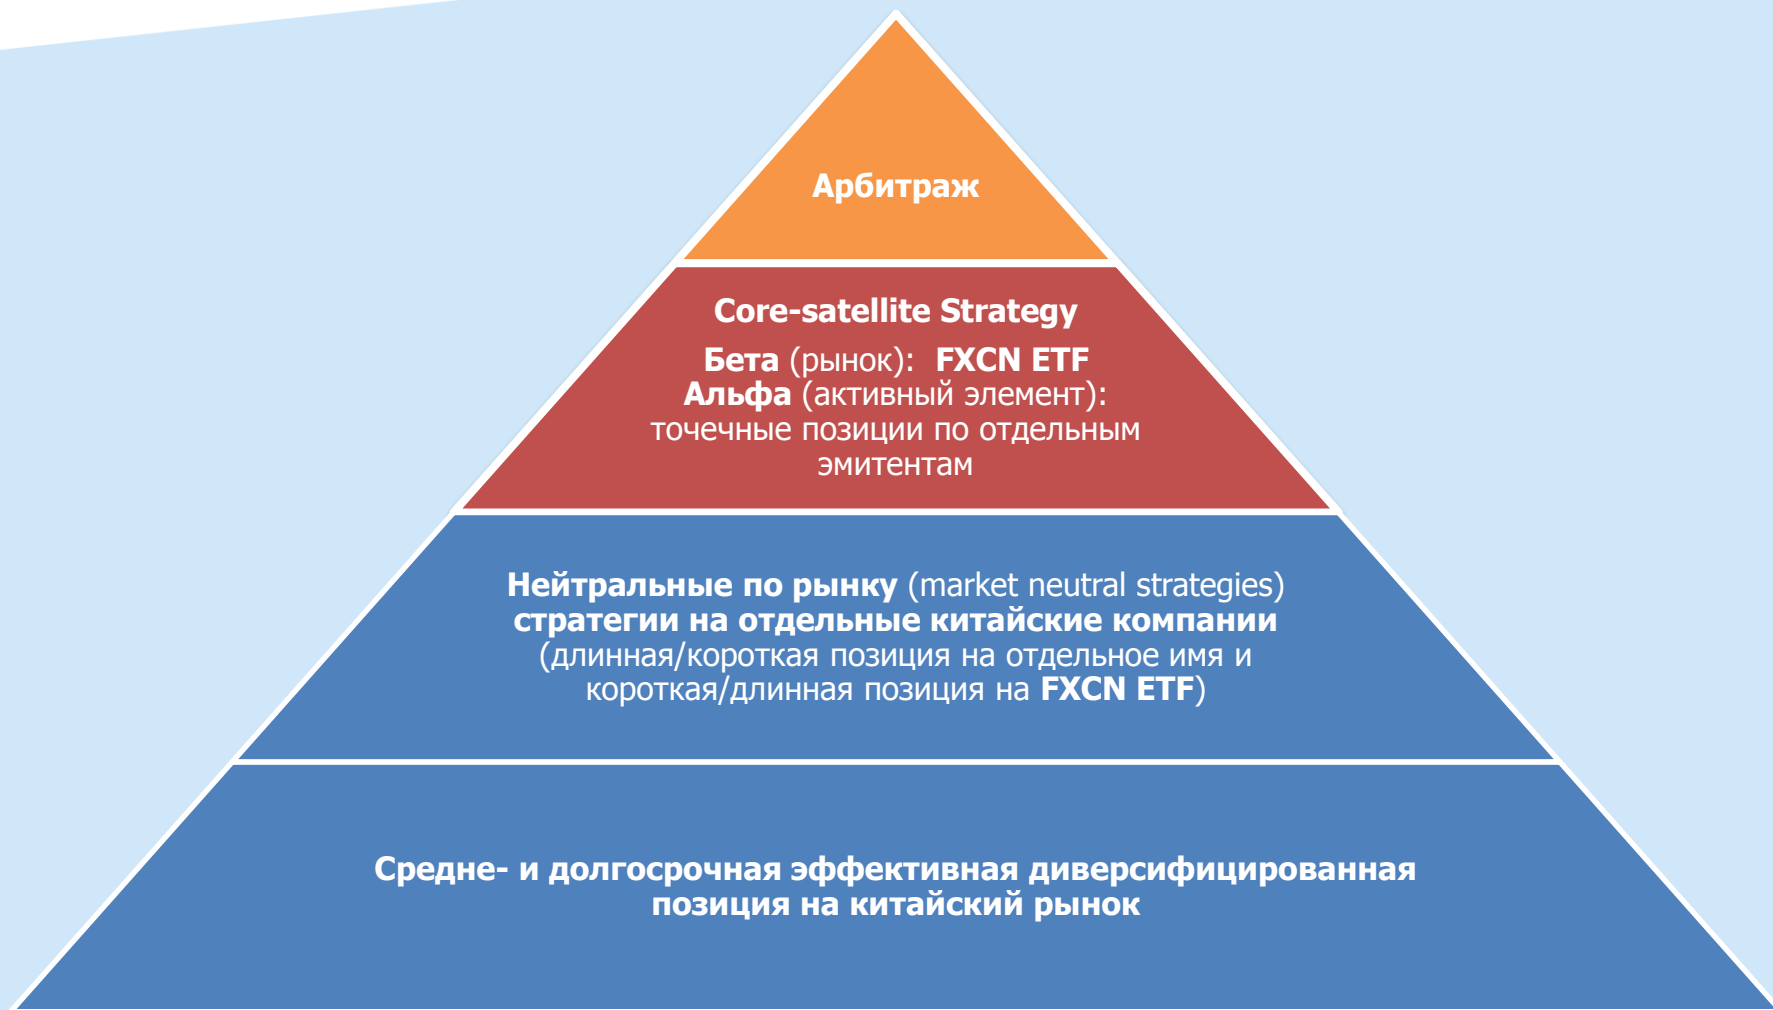 Арбитраж
Core-satellite Strategy
Бета (рынок): FXCN ETF
Альфа (активный элемент):
точечные позиции по отдельным
эмитентам
Нейтральные по рынку (market neutral strategies)
стратегии на отдельные китайские компании
(длинная/короткая позиция на отдельное имя и
короткая/длинная позиция на FXCN ETF)
Средне- и долгосрочная эффективная диверсифицированная
позиция на китайский рынок